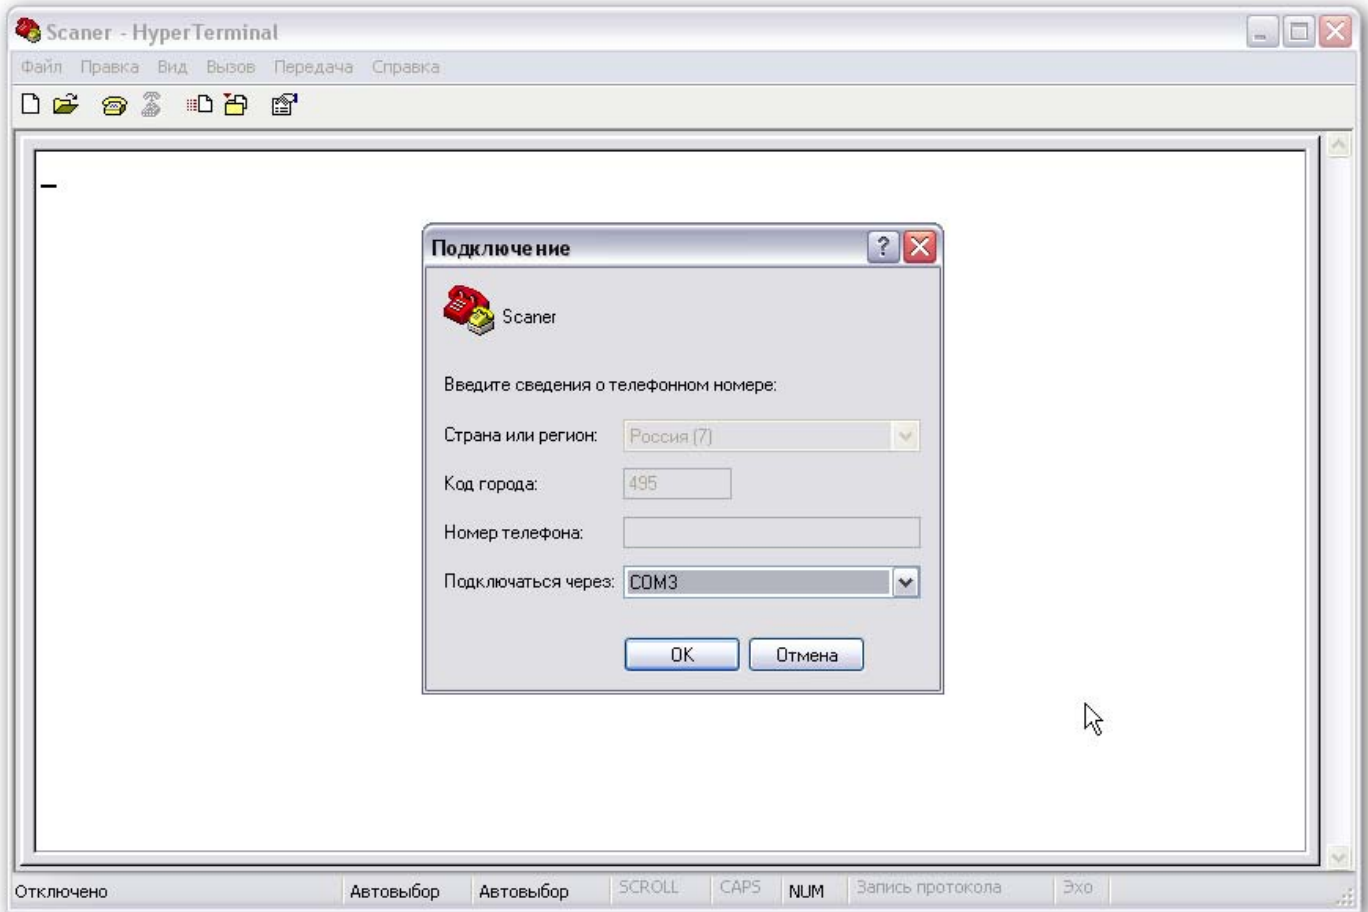 Scaner - HyperTerminal
Файл Правка Вид Вызов Передача Справка
Подключение
Scaner
Введите сведения о телефонном номере:
Страна или регион: Россия (7)
Код города: 495
Номер телефона:
Подключаться через: COM3
OK Отмена
Отключено Автовыбор Автовыбор SCROLL CAPS NUM Запись протокола Эхо